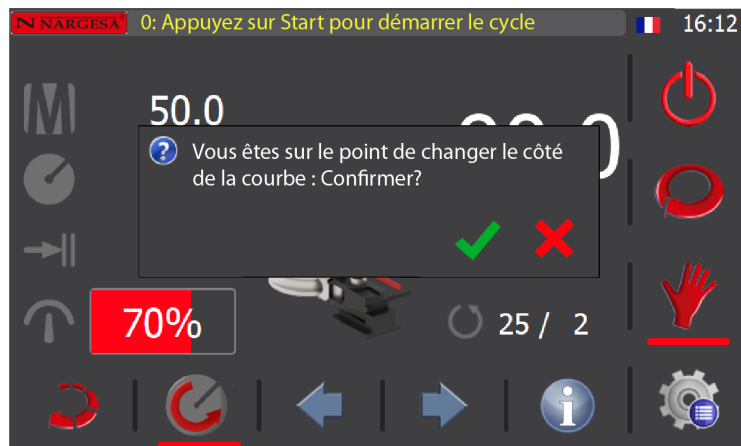 N NARGESA
0: Appuyez sur Start pour démarrer le cycle
16:12
50.0
Vous êtes sur le point de changer le côté
de la courbe : Confirmer?
70%
25 / 2